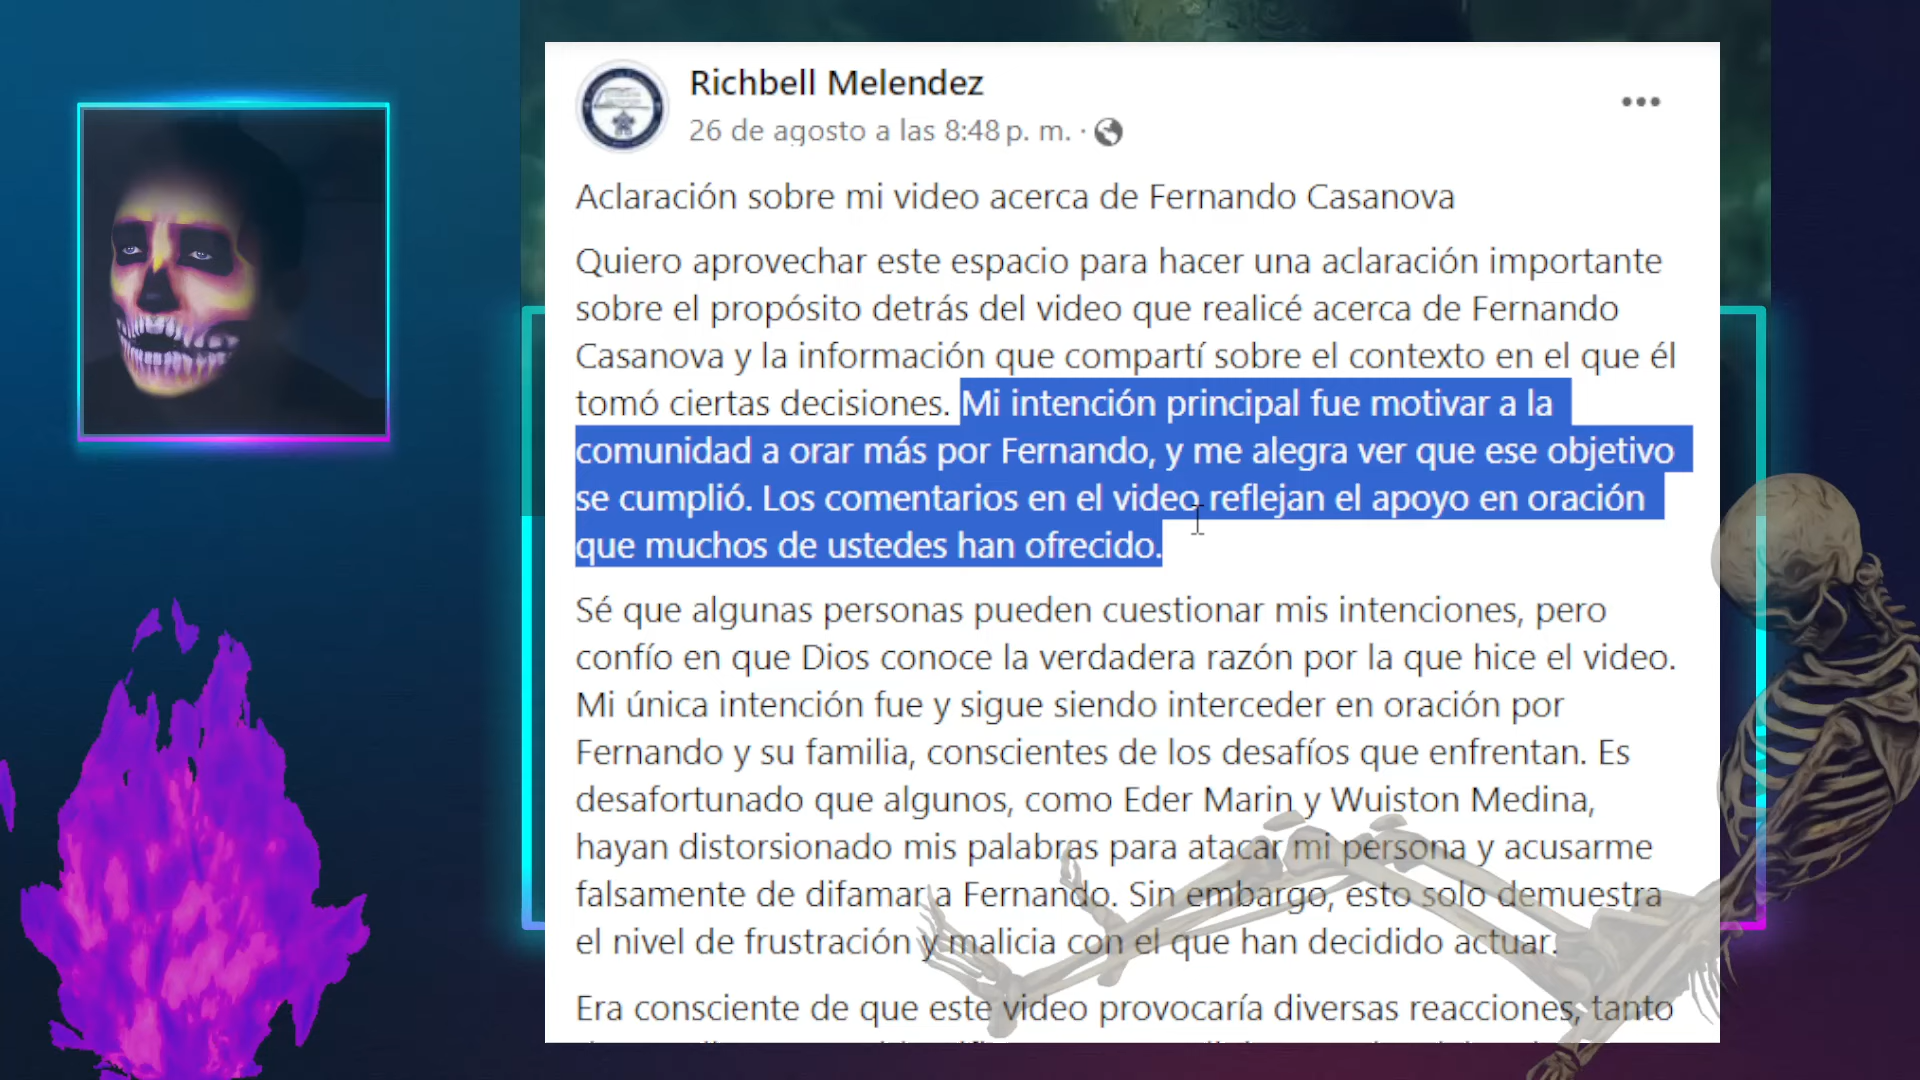 Richbell Melendez
26 de agosto a las 8:48 p. m. ·
Aclaración sobre mi video acerca de Fernando Casanova
Quiero aprovechar este espacio para hacer una aclaración importante
sobre el propósito detrás del video que realicé acerca de Fernando
Casanova y la información que compartí sobre el contexto en el que él
tomó ciertas decisiones. Mi intención principal fue motivar a la
comunidad a orar más por Fernando, y me alegra ver que ese objetivo
se cumplió. Los comentarios en el video reflejan el apoyo en oración
que muchos de ustedes han ofrecido.
Sé que algunas personas pueden cuestionar mis intenciones, pero
confío en que Dios conoce la verdadera razón por la que hice el video.
Mi única intención fue y sigue siendo interceder en oración por
Fernando y su familia, conscientes de los desafíos que enfrentan. Es
desafortunado que algunos, como Eder Marin y Wuiston Medina,
hayan distorsionado mis palabras para atacar mi persona y acusarme
falsamente de difamar a Fernando. Sin embargo, esto solo demuestra
el nivel de frustración y malicia con el que han decidido actuar.
Era consciente de que este video provocaría diversas reacciones, tanto